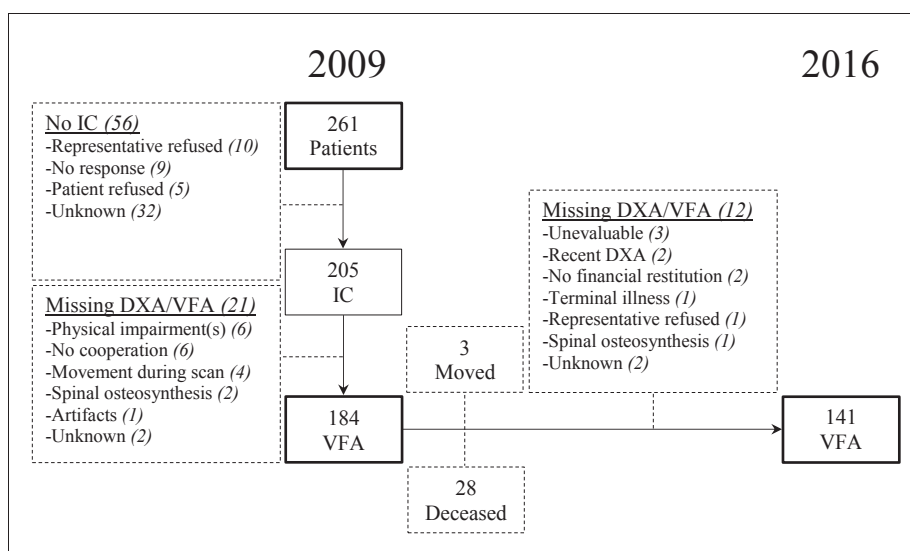 2009
2016
No IC (56)
-Representative refused (10)
-No response (9)
-Patient refused (5)
-Unknown (32)
261
Patients
205
IC
Missing DXA/VFA (21)
-Physical impairment(s) (6)
-No cooperation (6)
-Movement during scan (4)
-Spinal osteosynthesis (2)
-Artifacts (1)
-Unknown (2)
184
VFA
3
Moved
28
Deceased
Missing DXA/VFA (12)
-Unevaluable (3)
-Recent DXA (2)
-No financial restitution (2)
-Terminal illness (1)
-Representative refused (1)
-Spinal osteosynthesis (1)
-Unknown (2)
141
VFA